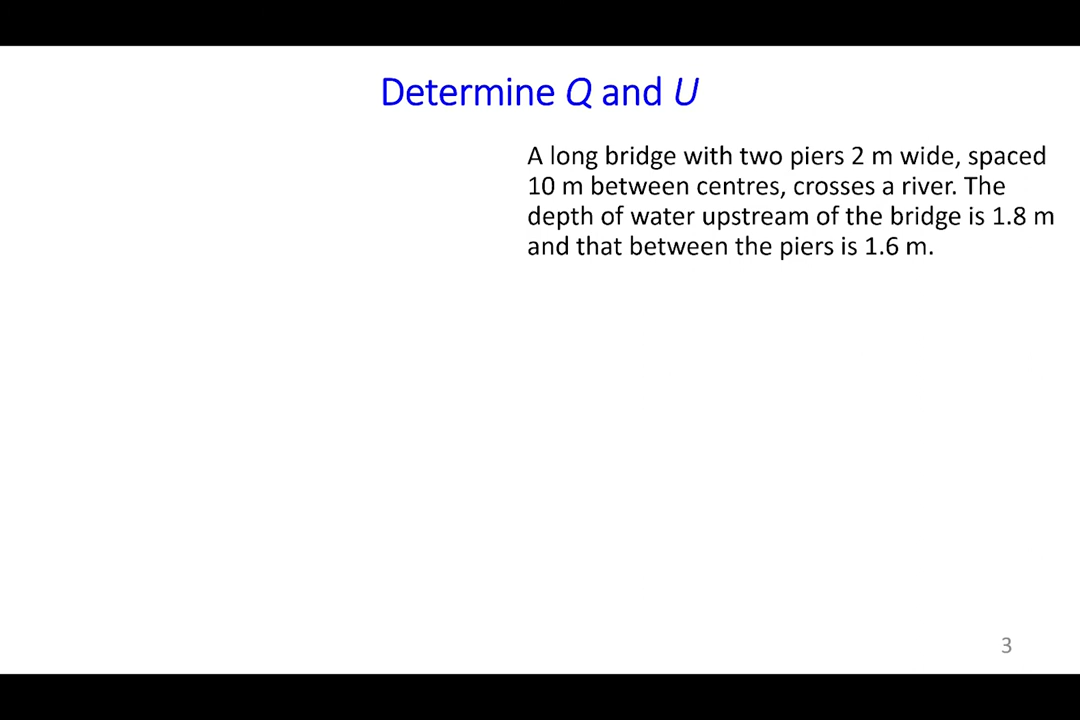 Determine Q and U
A long bridge with two piers 2 m wide, spaced
10 m between centres, crosses a river. The
depth of water upstream of the bridge is 1.8 m
and that between the piers is 1.6 m.
3